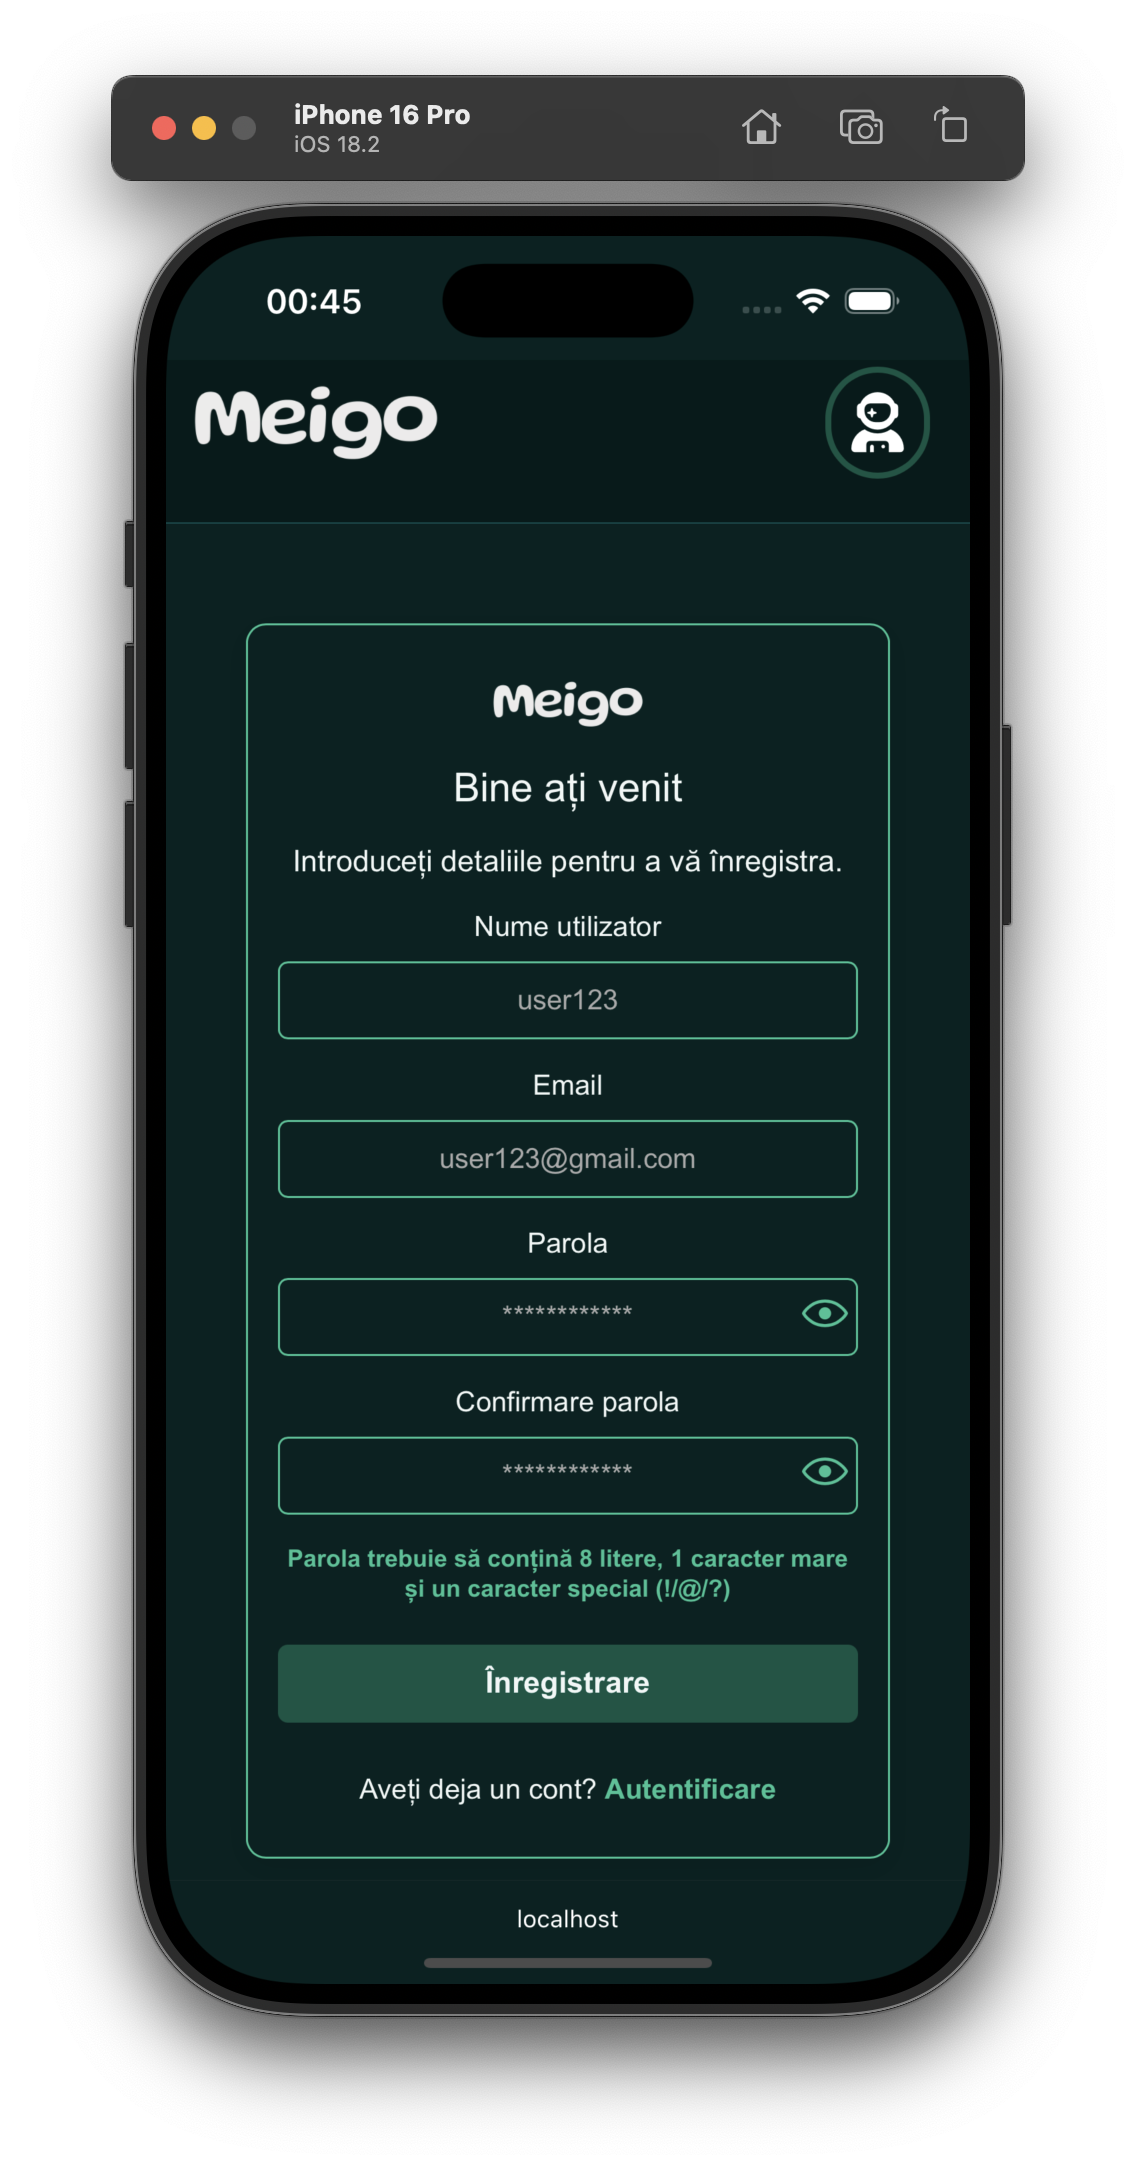 iPhone 16 Pro
iOS 18.2
00:45
Meigo
Meigo
Bine ați venit
Introduceți detaliile pentru a vă înregistra.
Nume utilizator
user123
Email
user123@gmail.com
Parola
************
Confirmare parola
************
Parola trebuie să conțină 8 litere, 1 caracter mare
și un caracter special (!/@/?)
Înregistrare
Aveți deja un cont? Autentificare
localhost